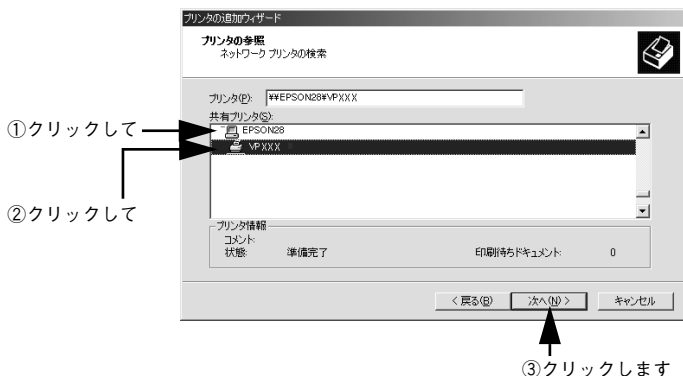 プリンタの追加ウィザード
プリンタの参照
ネットワーク プリンタの検索
プリンタ(P): ¥¥EPSON28¥VPXXX
共有プリンタ(S):
①クリックして
EPSON28
VPXXX
②クリックして
プリンタ情報
コメント:
状態: 準備完了 印刷待ちドキュメント: 0
< 戻る(B) 次へ(N) > キャンセル
③クリックします